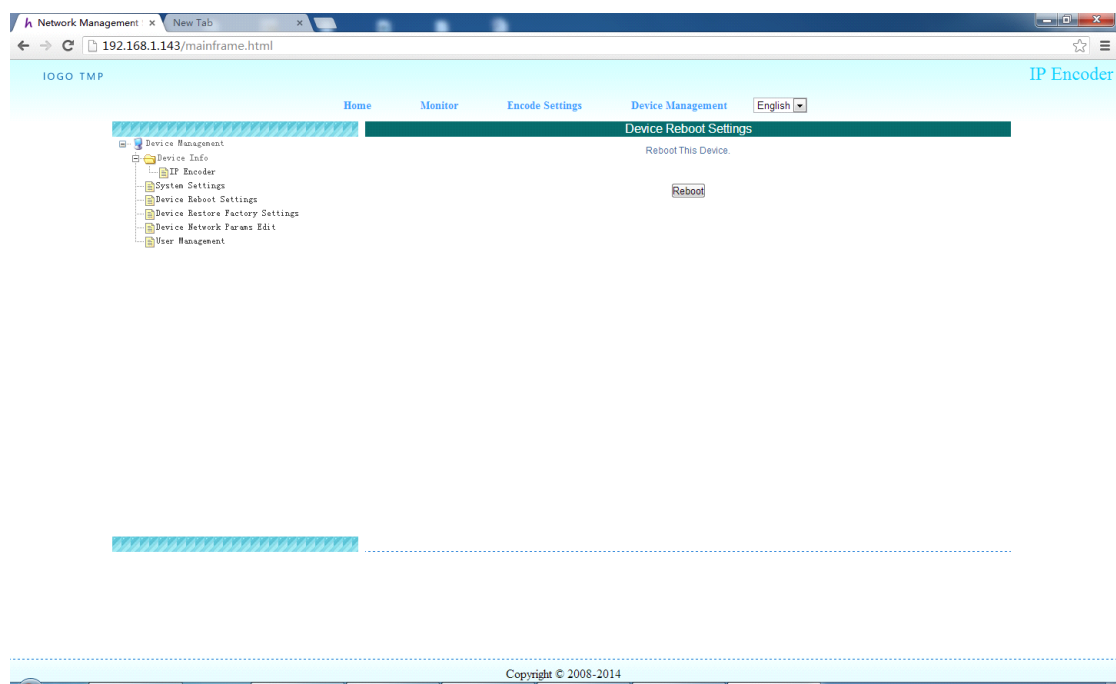 Network Management
New Tab
192.168.1.143/mainframe.html
lOGO TMP
IP Encoder
Home Monitor Encode Settings Device Management English
Device Reboot Settings
Device Management
Reboot This Device.
Device Info
IP Encoder
System Settings
Reboot
Device Reboot Settings
Device Restore Factory Settings
Device Network Params Edit
User Management
Copyright © 2008-2014